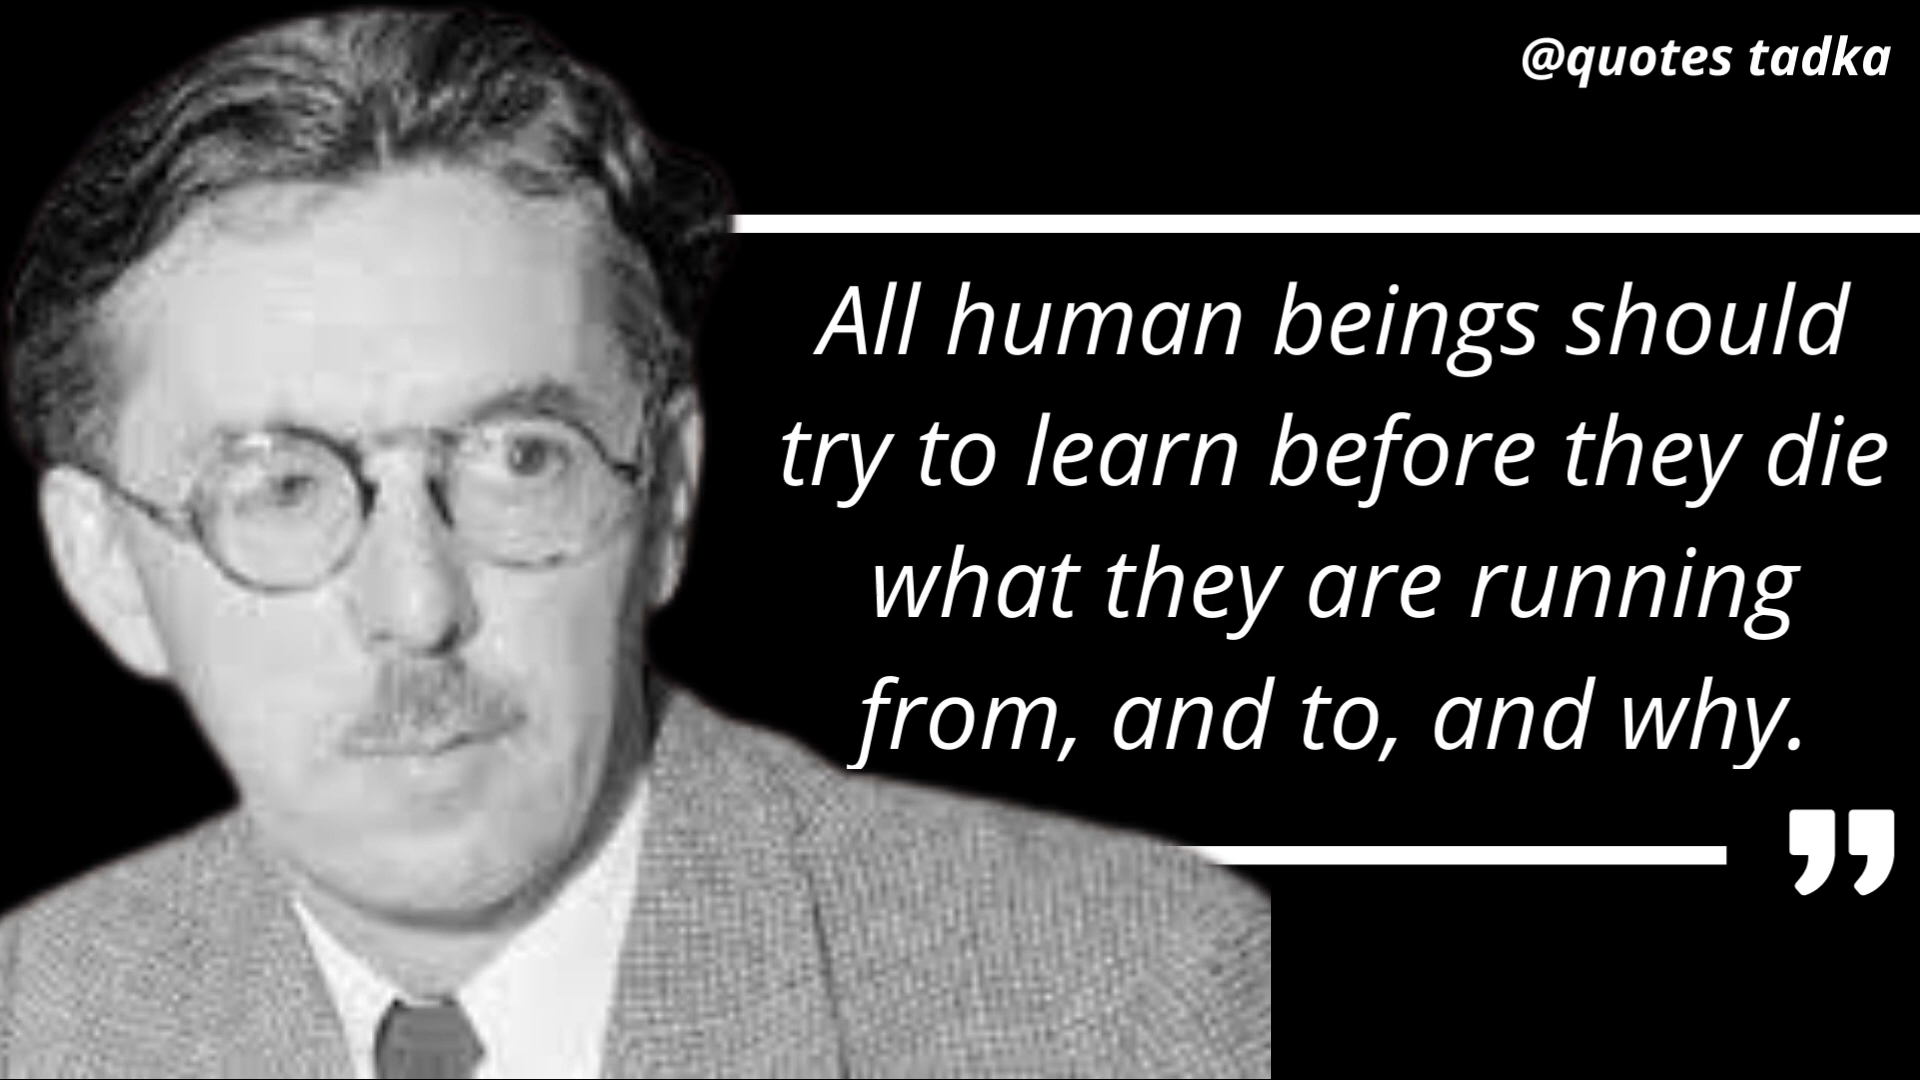 @quotes tadka
All human beings should
try to learn before they die
what they are running
from, and to, and why.
”